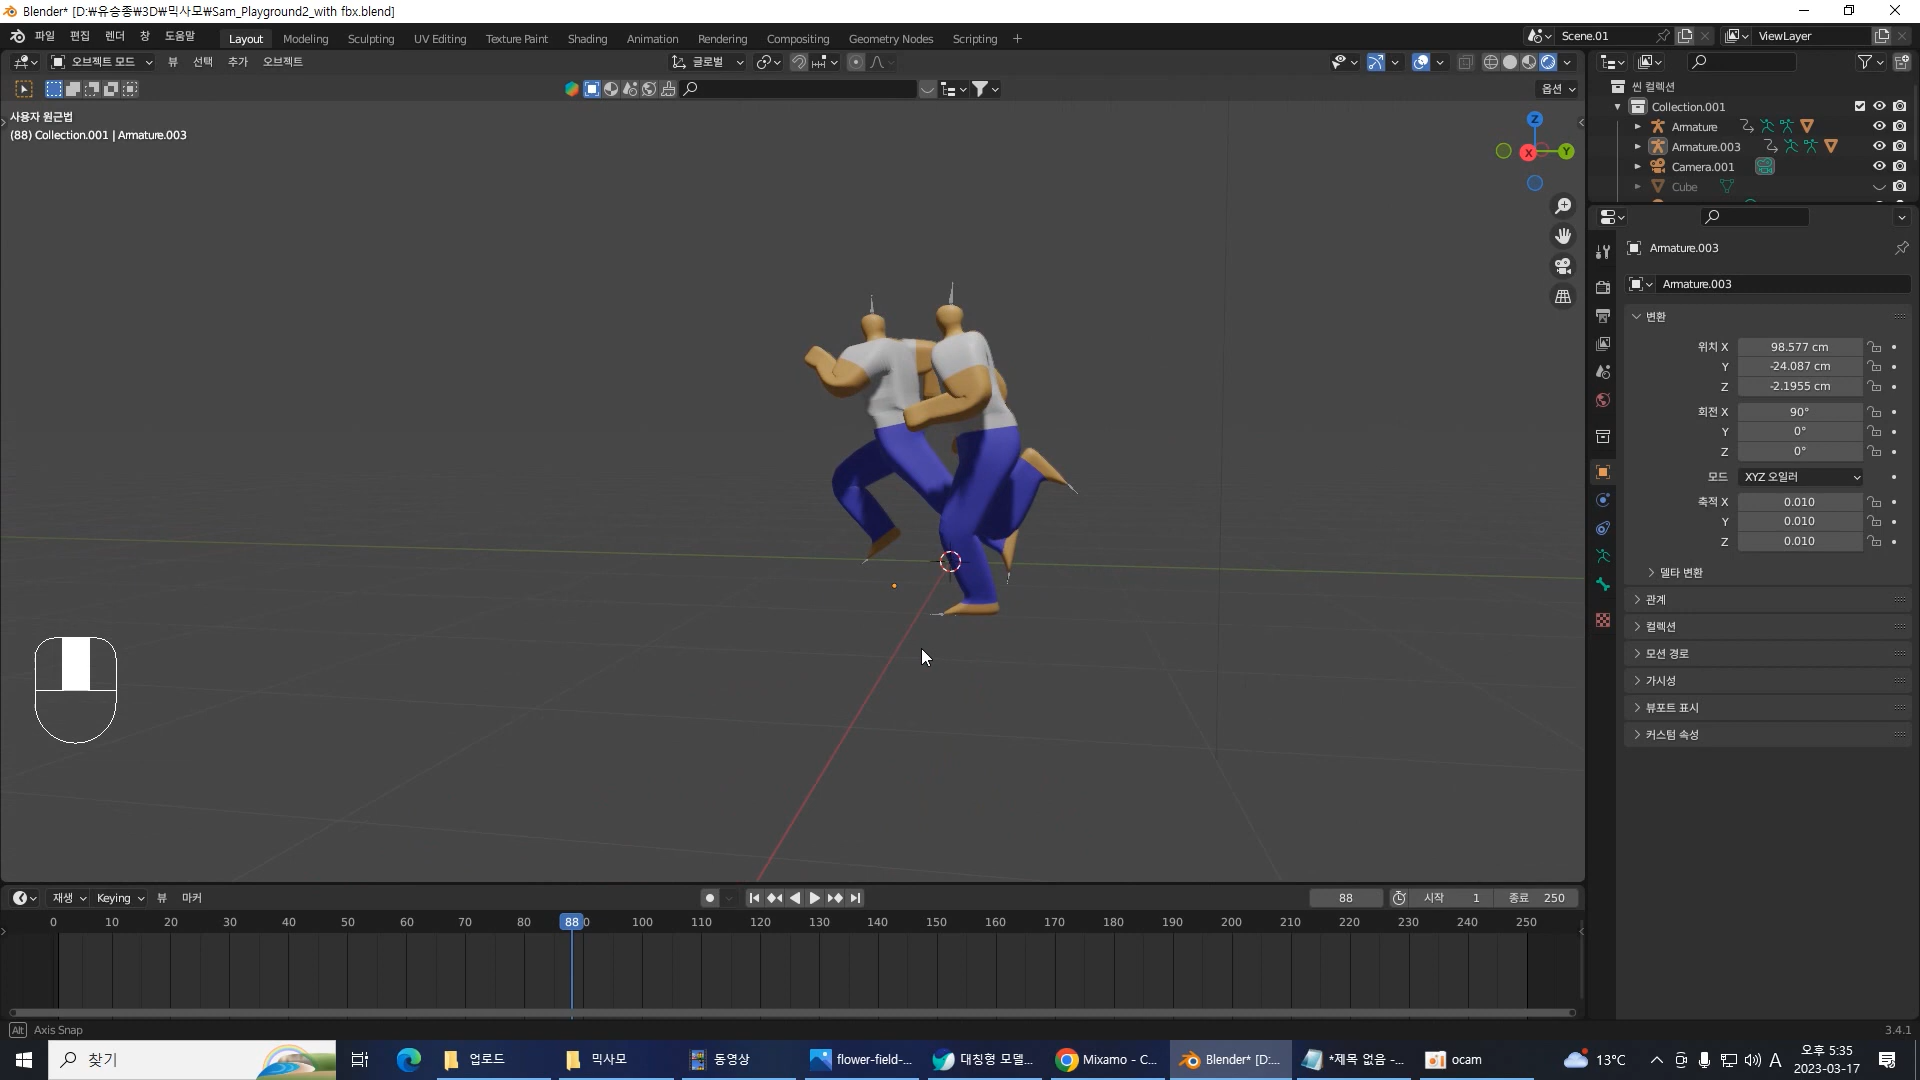 Blender* [D:₩유승종₩3D₩믹사모₩Sam_Playground2_with fbx.blend]
파일 편집 렌더 창 도움말 Layout Modeling Sculpting UV Editing Texture Paint Shading Animation Rendering Compositing Geometry Nodes Scripting + Scene.01 ViewLayer
오브젝트 모드 뷰 선택 추가 오브젝트 글로벌
옵션
사용자 원근법
(88) Collection.001 | Armature.003
Z
X
Y
씬 컬렉션
Collection.001
Armature
Armature.003
Camera.001
Cube
Armature.003
Armature.003
변환
위치 X 98.577 cm
Y -24.087 cm
Z -2.1955 cm
회전 X 90°
Y 0°
Z 0°
모드 XYZ 오일러
축적 X 0.010
Y 0.010
Z 0.010
델타 변환
관계
컬렉션
모션 경로
가시성
뷰포트 표시
커스텀 속성
재생 Keying 뷰 마커 88 시작 1 종료 250
0 10 20 30 40 50 60 70 80 88 0 100 110 120 130 140 150 160 170 180 190 200 210 220 230 240 250
Alt Axis Snap
3.4.1
찾기 업로드 믹사모 동영상 flower-field-... 대칭형 모델... Mixamo - C... Blender* [D:... *제목 없음 -... ocam 13°C A 오후 5:35
2023-03-17